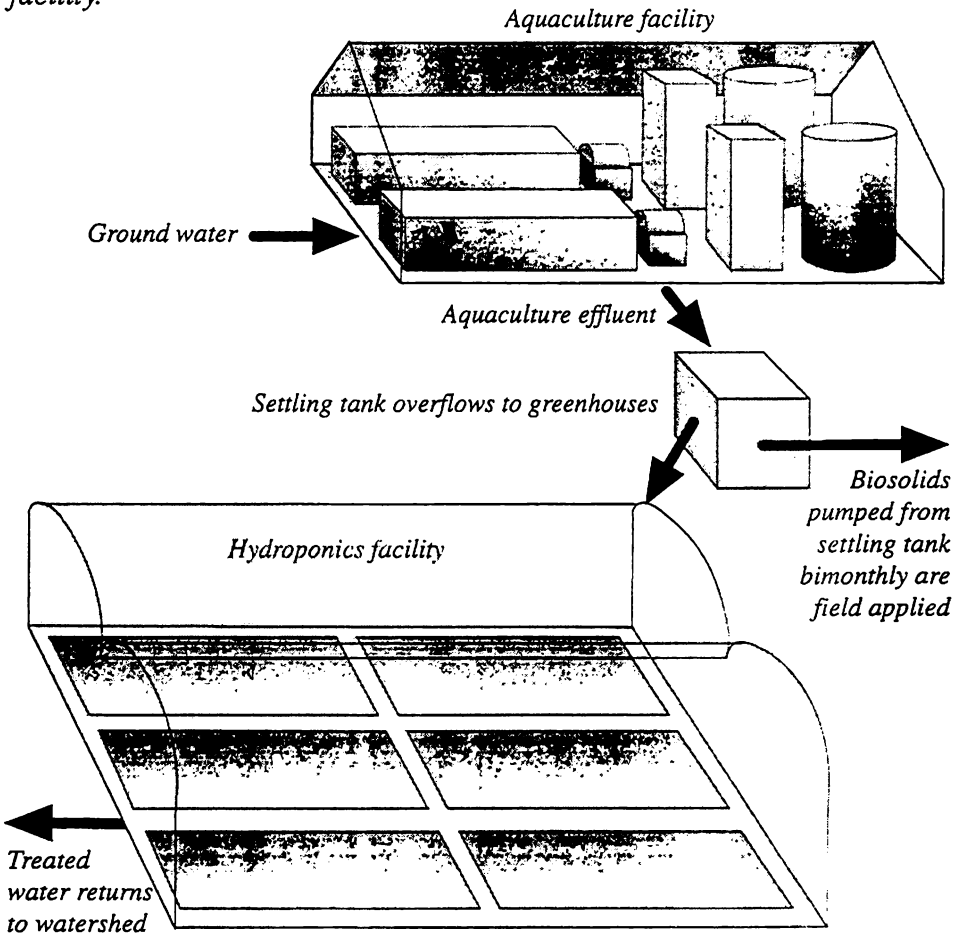 facility.
Aquaculture facility
Ground water
Aquaculture effluent
Settling tank overflows to greenhouses
Biosolids
pumped from
settling tank
bimonthly are
field applied
Hydroponics facility
Treated
water returns
to watershed